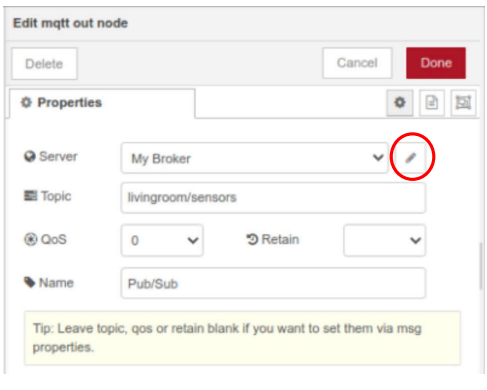 Edit mqtt out node
Delete Cancel Done
Properties
Server My Broker
Topic livingroom/sensors
QoS 0 Retain
Name Pub/Sub
Tip: Leave topic, qos or retain blank if you want to set them via msg
properties.